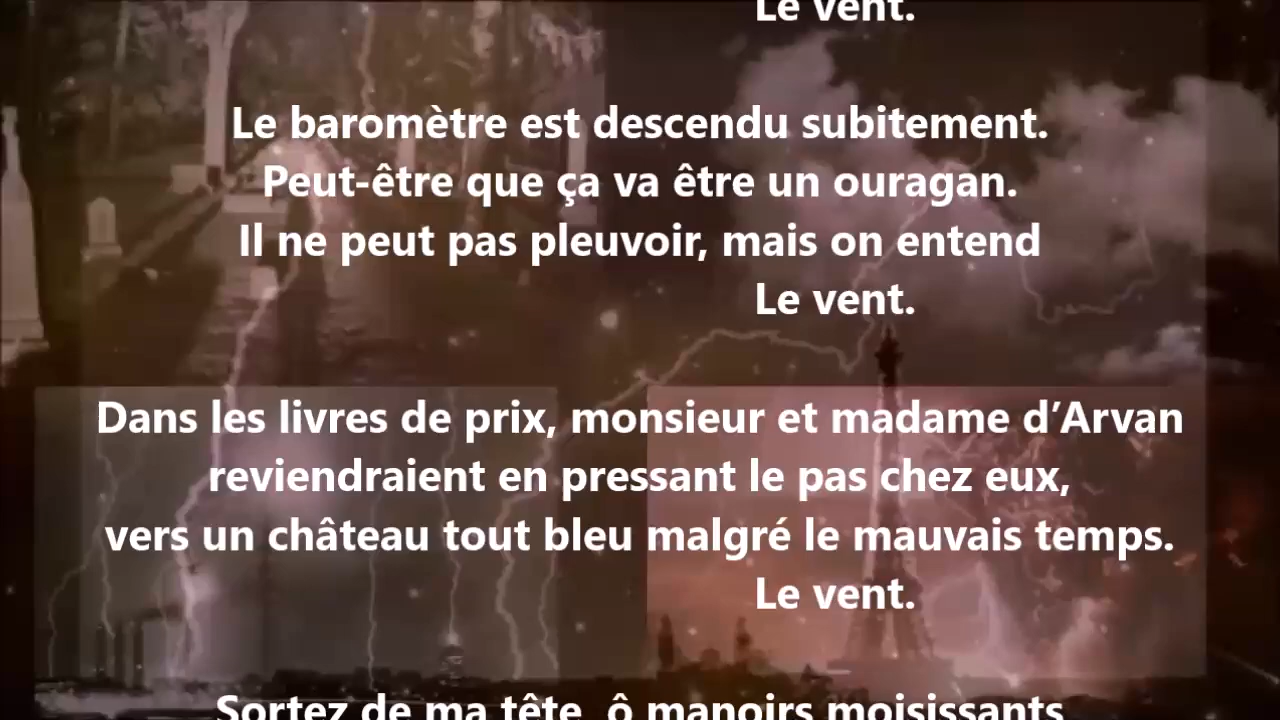 Le vent.
Le baromètre est descendu subitement.
Peut-être que ça va être un ouragan.
Il ne peut pas pleuvoir, mais on entend
Le vent.
Dans les livres de prix, monsieur et madame d’Arvan
reviendraient en pressant le pas chez eux,
vers un château tout bleu malgré le mauvais temps.
Le vent.
Sortez de ma tête, ô manoirs moisissants